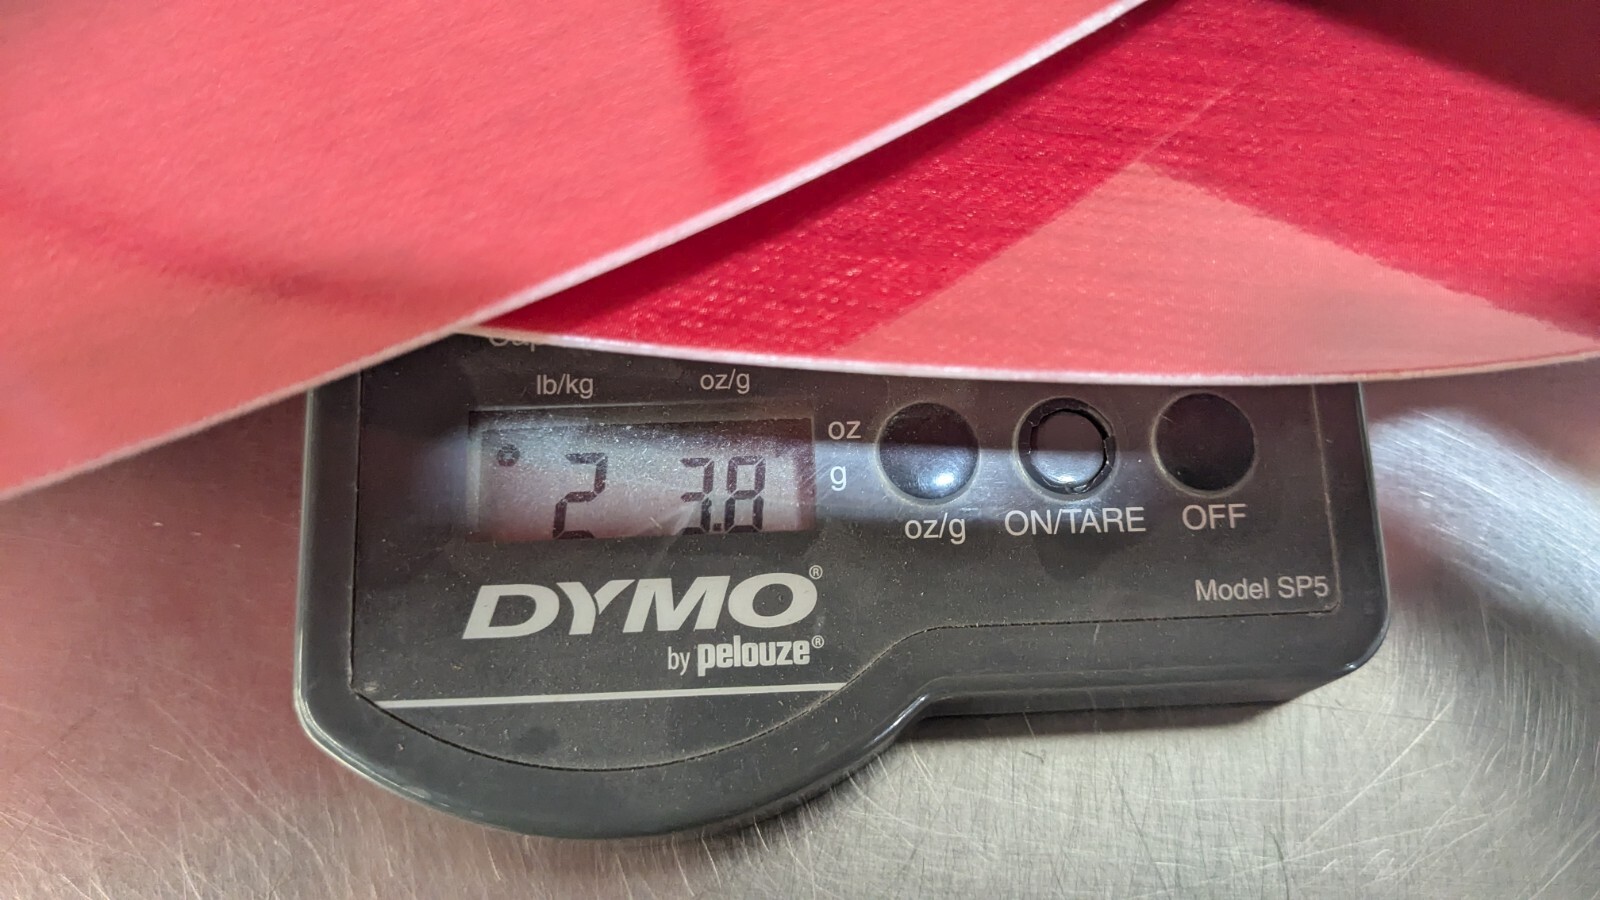 lb/kg oz/g
° 2 3.8
oz
g
oz/g ON/TARE OFF
Model SP5
DYMO®
by pelouze®